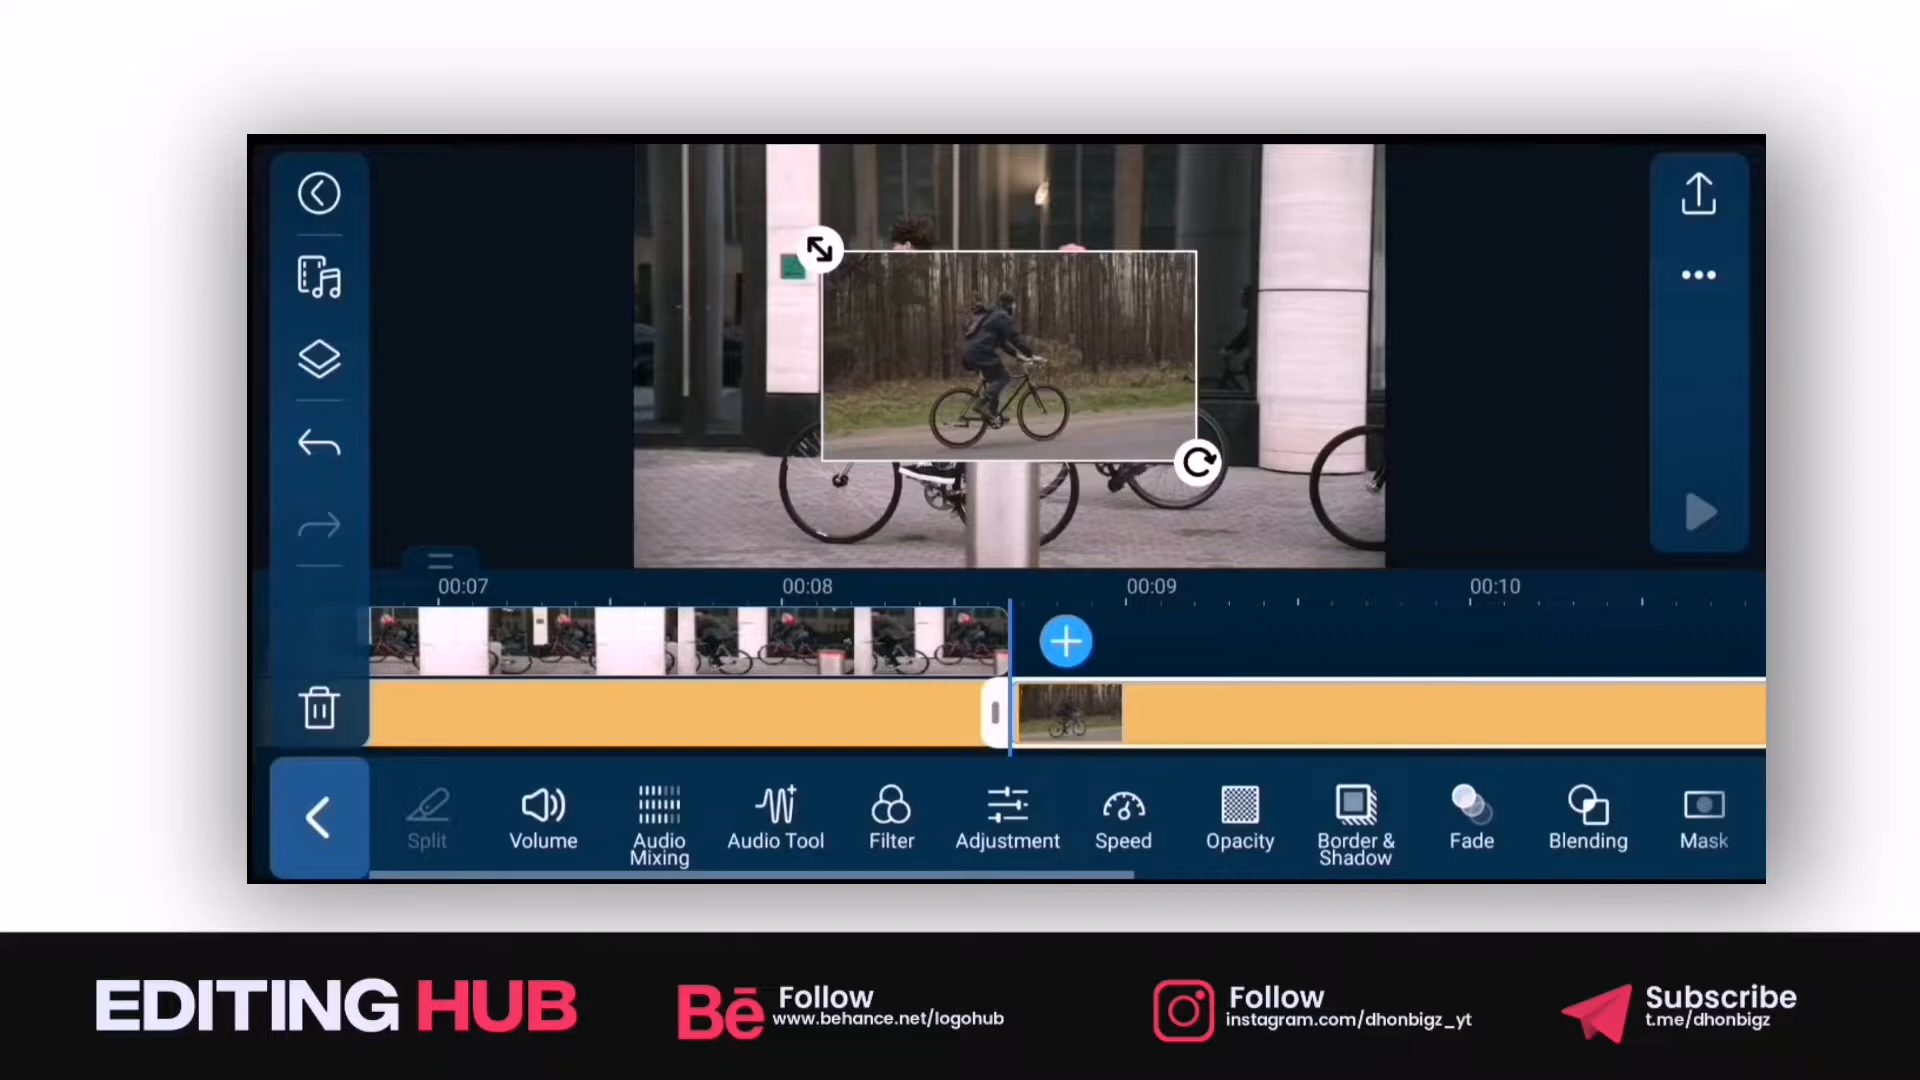 00:07
00:08
00:09
00:10
Split
Volume
Audio
Mixing
Audio Tool
Filter
Adjustment
Speed
Opacity
Border &
Shadow
Fade
Blending
Mask
EDITING HUB
Bē
Follow
www.behance.net/logohub
Follow
instagram.com/dhonbigz_yt
Subscribe
t.me/dhonbigz